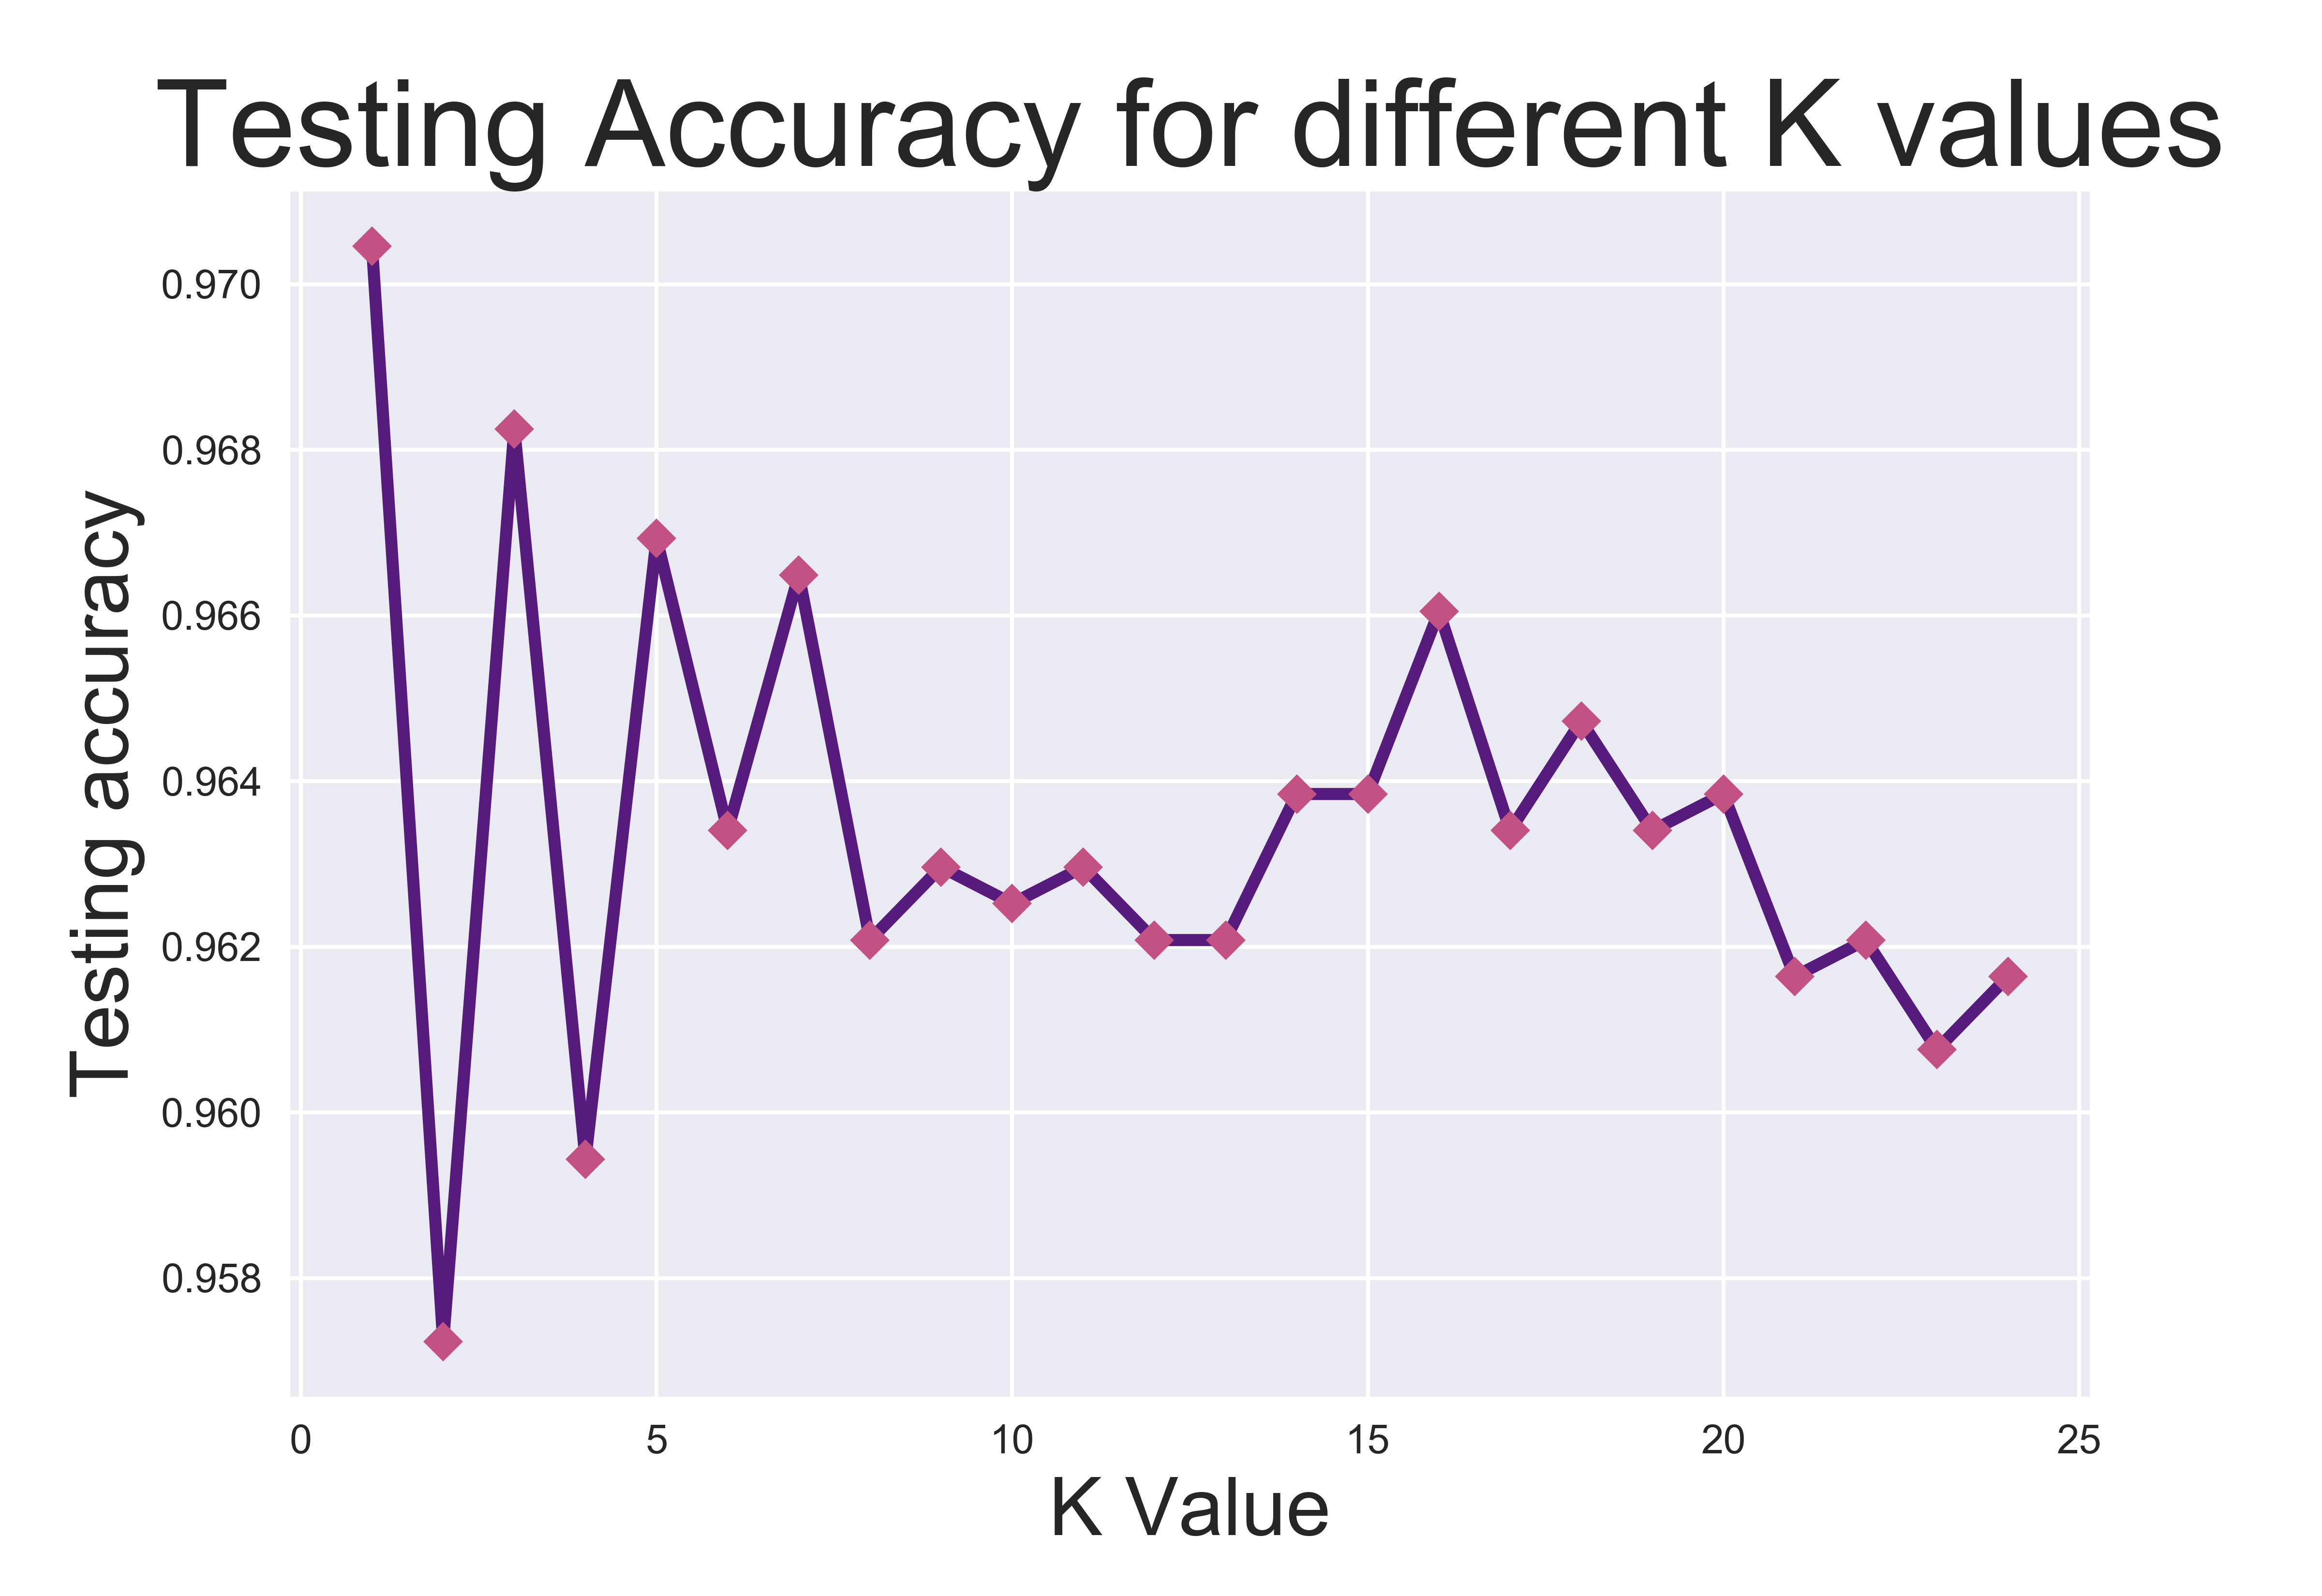 Testing Accuracy for different K values
Testing accuracy
0.970
0.968
0.966
0.964
0.962
0.960
0.958
0 5 10 15 20 25
K Value